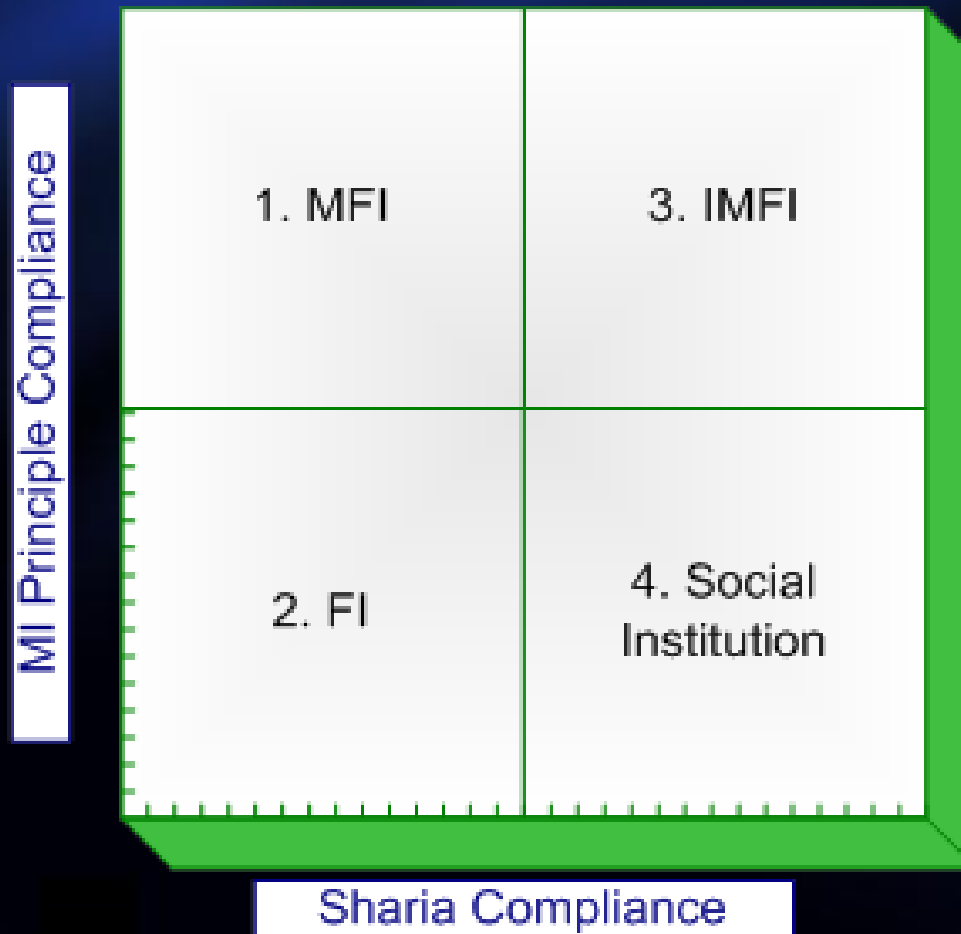 MI Principle Compliance
1. MFI
3. IMFI
2. FI
4. Social
Institution
Sharia Compliance